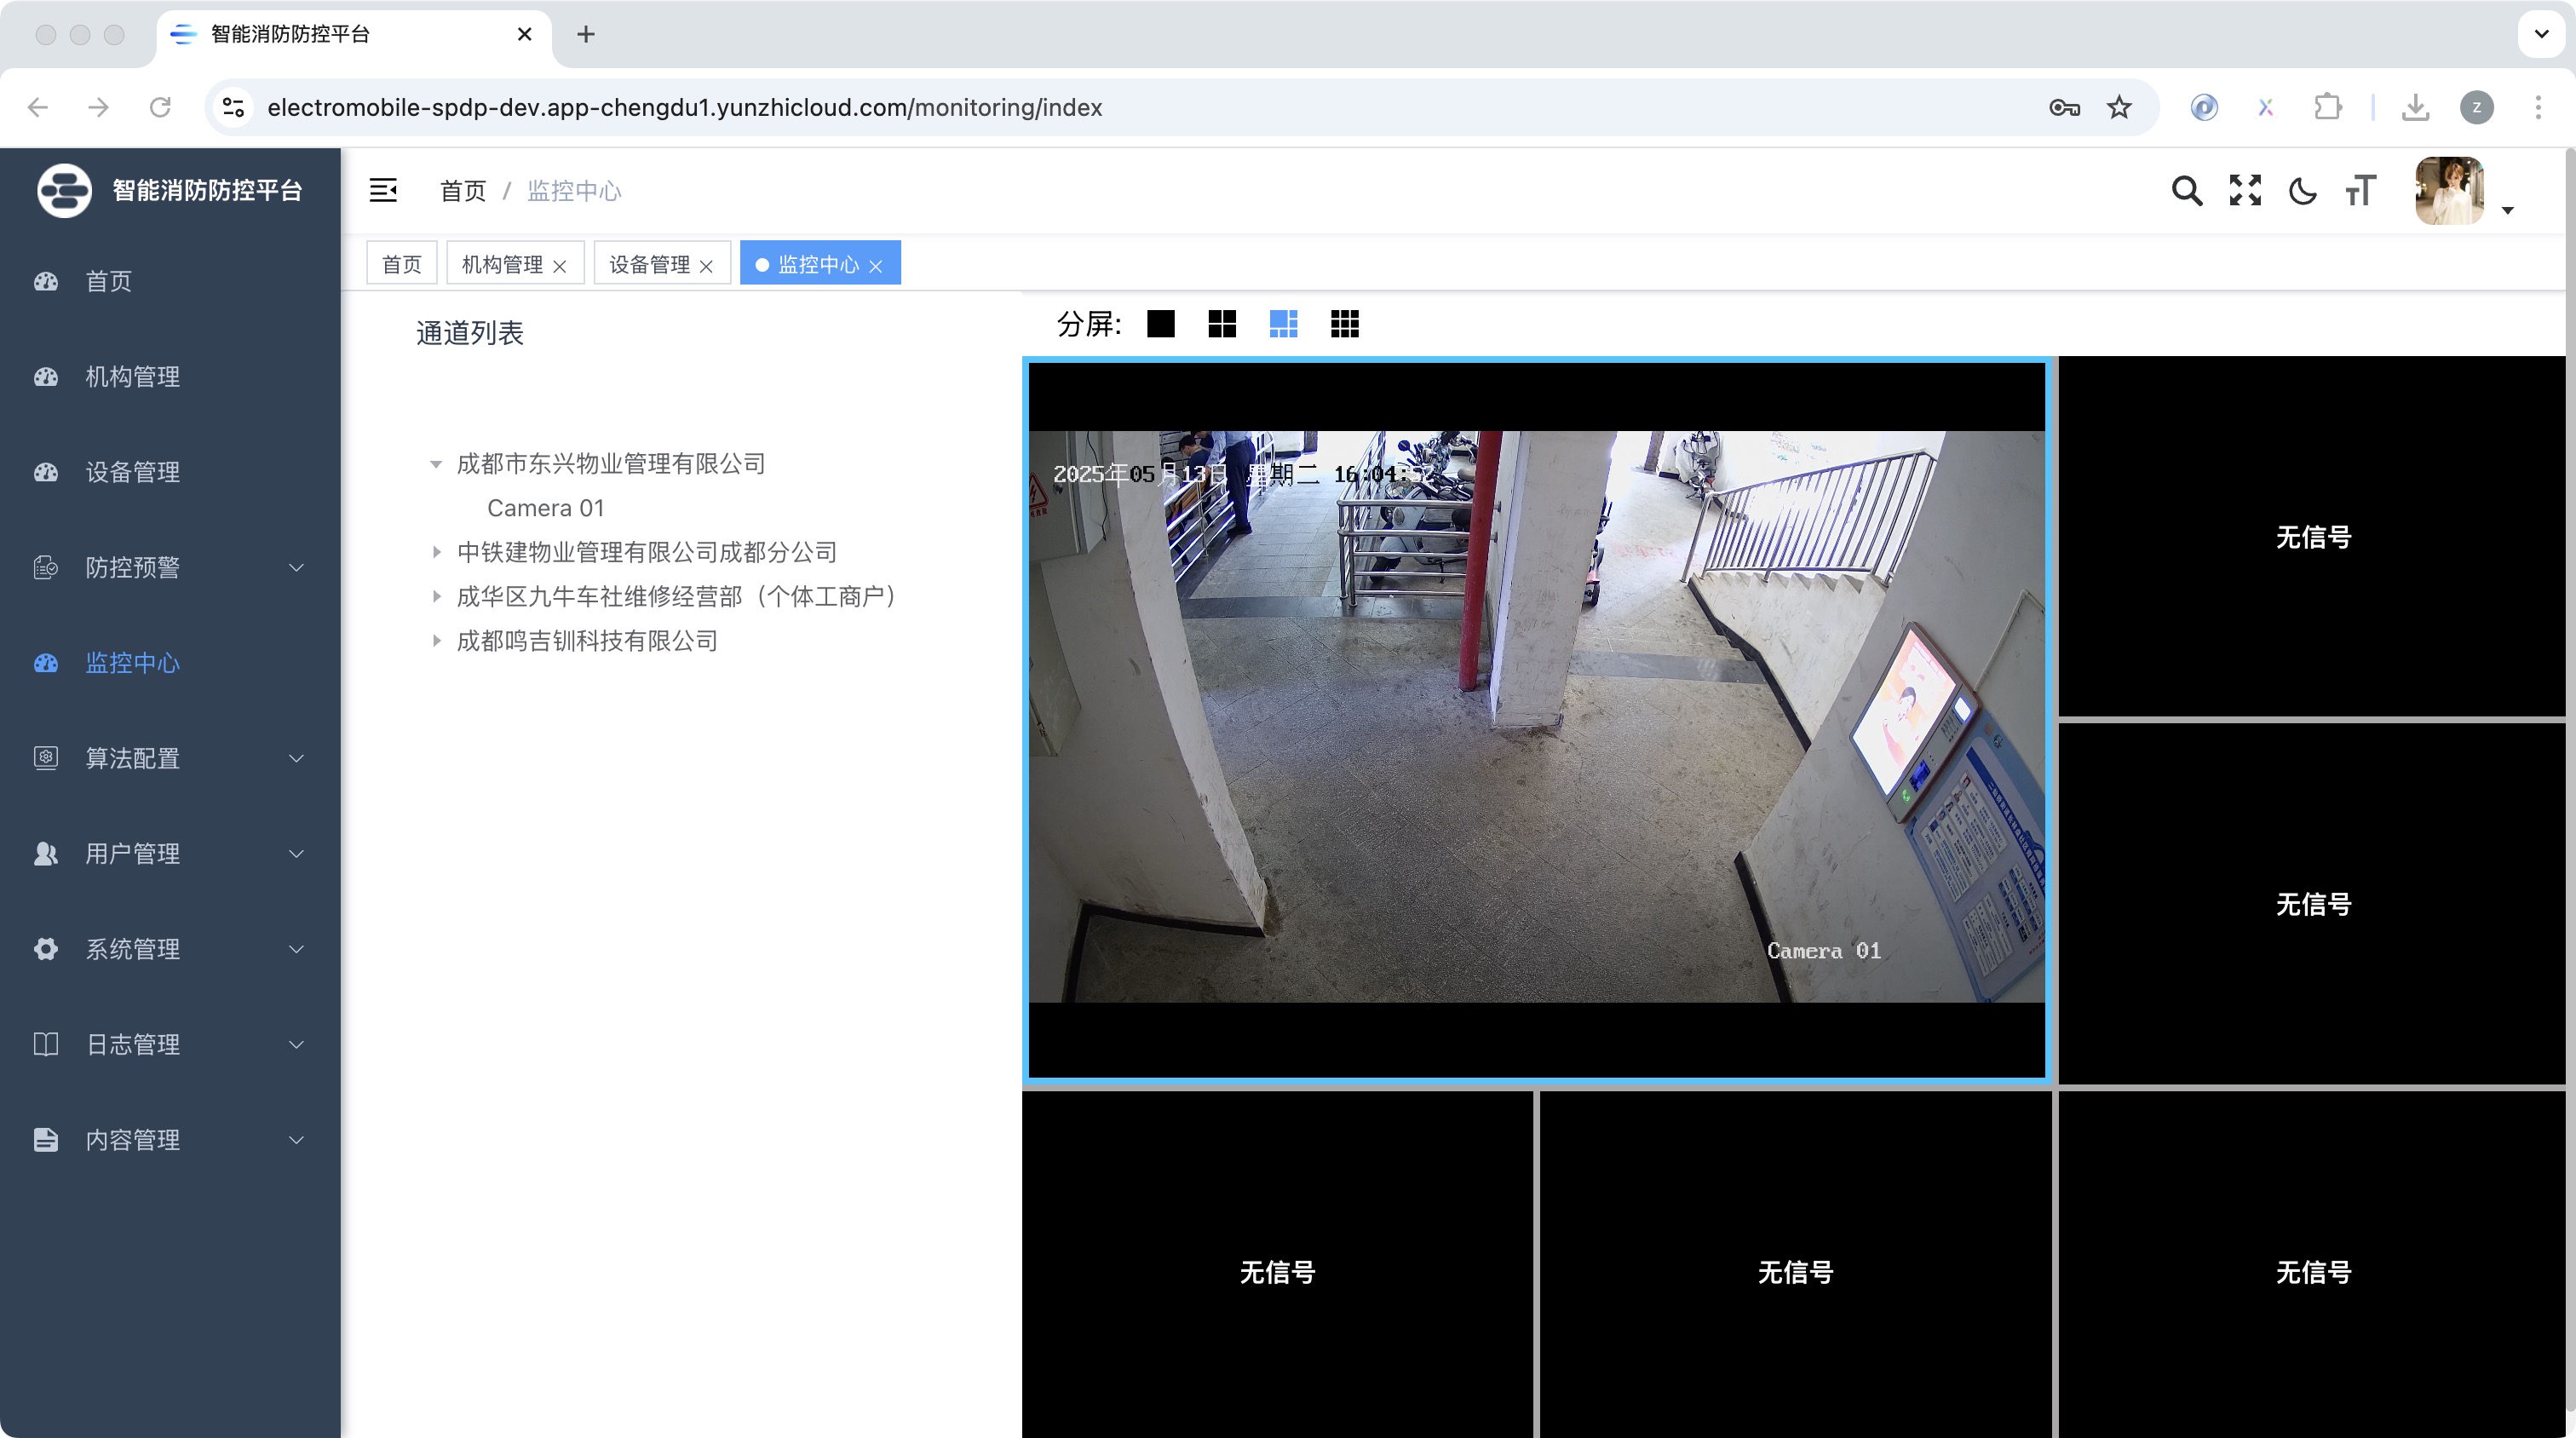 智能消防防控平台
electromobile-spdp-dev.app-chengdu1.yunzhicloud.com/monitoring/index
z
智能消防防控平台
首页 / 监控中心
首页
机构管理
设备管理
监控中心
首页
机构管理
设备管理
防控预警
监控中心
算法配置
用户管理
系统管理
日志管理
内容管理
通道列表
成都市东兴物业管理有限公司
Camera 01
中铁建物业管理有限公司成都分公司
成华区九牛车社维修经营部（个体工商户）
成都鸣吉钏科技有限公司
分屏:
2025年05月13日 星期二 16:04:
Camera 01
无信号
无信号
无信号
无信号
无信号